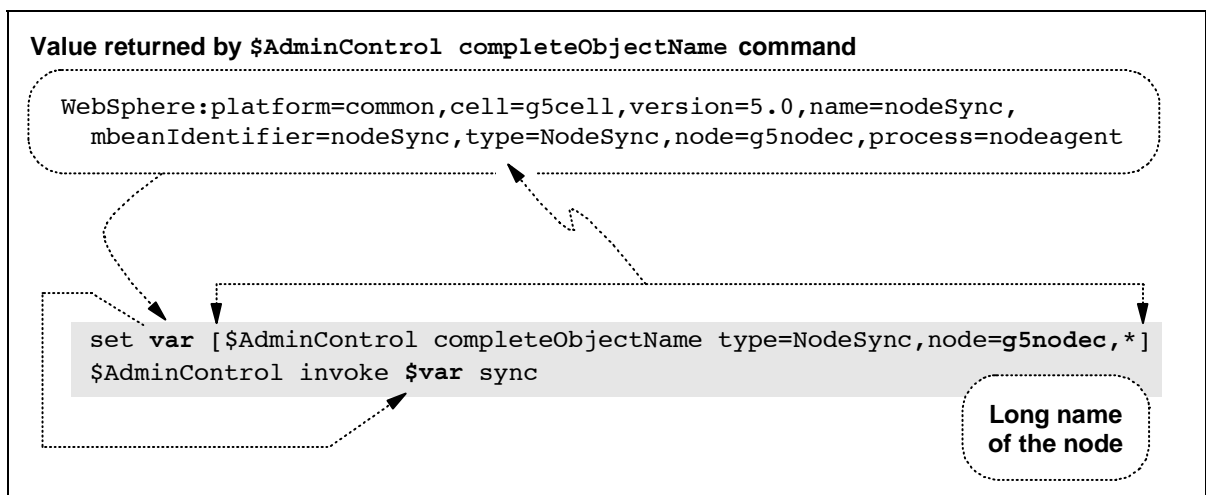 Value returned by $AdminControl completeObjectName command
WebSphere:platform=common,cell=g5cell,version=5.0,name=nodeSync,
mbeanIdentifier=nodeSync,type=NodeSync,node=g5nodec,process=nodeagent
set var [$AdminControl completeObjectName type=NodeSync,node=g5nodec,*]
$AdminControl invoke $var sync
Long name
of the node